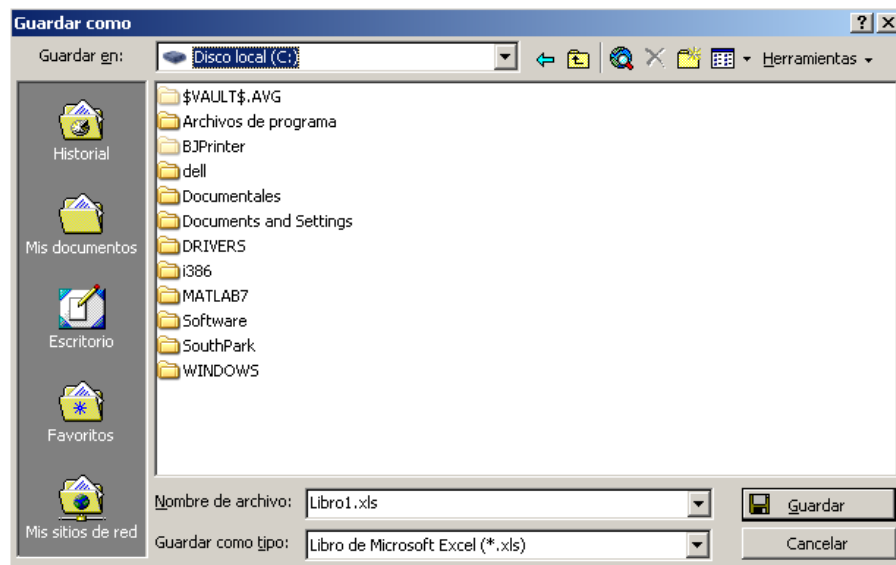 Guardar como
Guardar en: Disco local (C:) Herramientas
$VAULT$.AVG
Archivos de programa
BJPrinter
dell
Documentales
Documents and Settings
DRIVERS
i386
MATLAB7
Software
SouthPark
WINDOWS
Historial
Mis documentos
Escritorio
Favoritos
Mis sitios de red
Nombre de archivo: Libro1.xls Guardar
Guardar como tipo: Libro de Microsoft Excel (*.xls) Cancelar